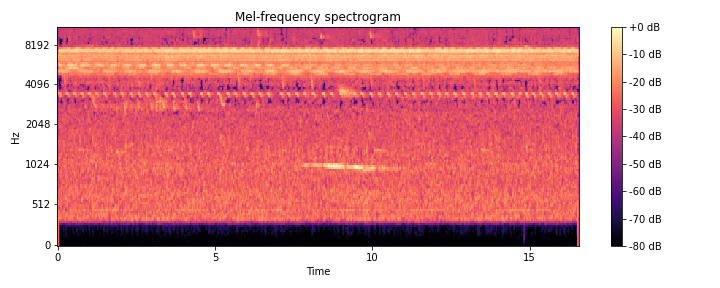 Mel-frequency spectrogram
8192
4096
2048
1024
512
0
Hz
0
5
10
15
Time
+0 dB
-10 dB
-20 dB
-30 dB
-40 dB
-50 dB
-60 dB
-70 dB
-80 dB